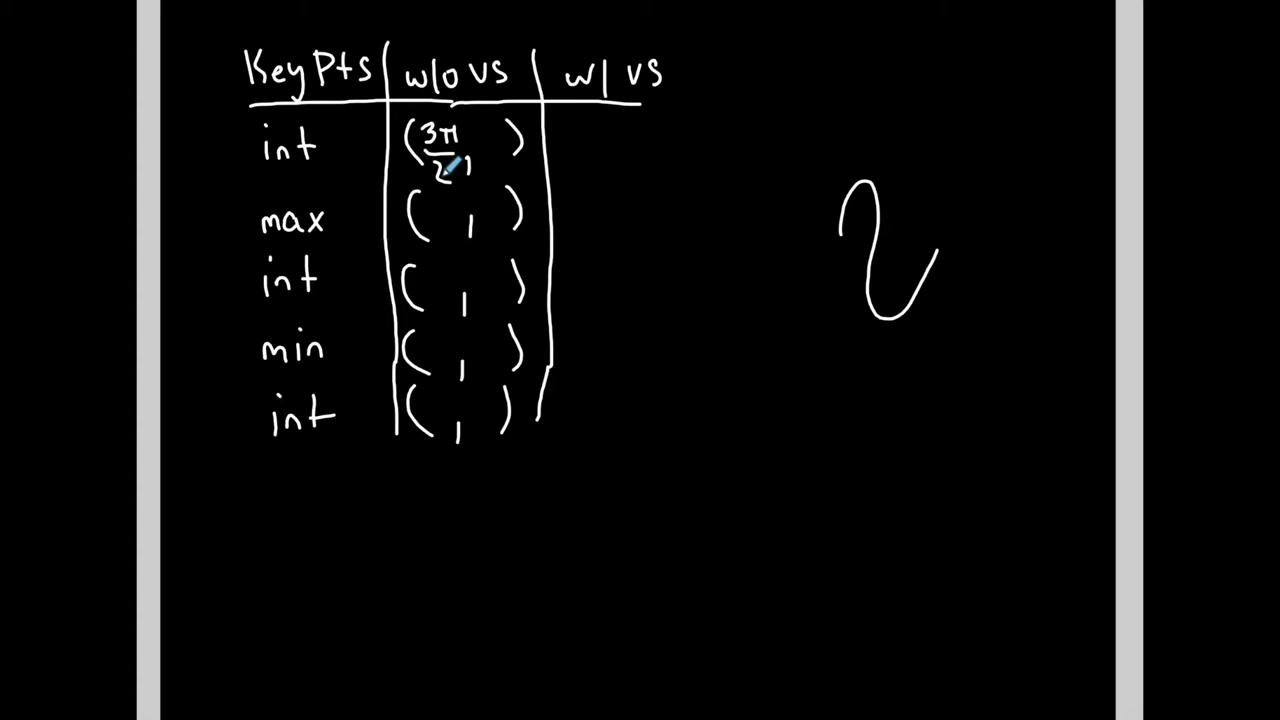 Key Pts | w/o VS | w/ VS
int (3π/2, )
max ( , )
int ( , )
min ( , )
int ( , )